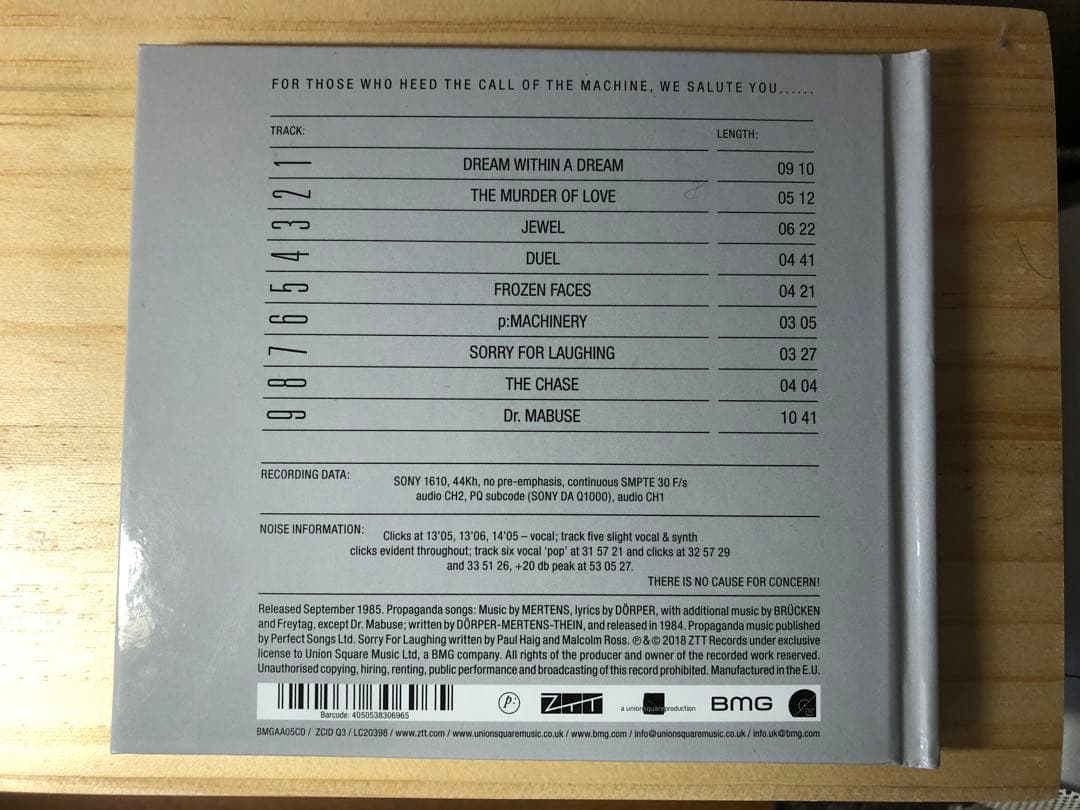 FOR THOSE WHO HEED THE CALL OF THE MACHINE, WE SALUTE YOU......
TRACK: LENGTH:
1 DREAM WITHIN A DREAM 09 10
2 THE MURDER OF LOVE 05 12
3 JEWEL 06 22
4 DUEL 04 41
5 FROZEN FACES 04 21
6 p:MACHINERY 03 05
7 SORRY FOR LAUGHING 03 27
8 THE CHASE 04 04
9 Dr. MABUSE 10 41
RECORDING DATA: SONY 1610, 44Kh, no pre-emphasis, continuous SMPTE 30 F/s
audio CH2, PQ subcode (SONY DA Q1000), audio CH1
NOISE INFORMATION: Clicks at 13'05, 13'06, 14'05 – vocal; track five slight vocal & synth
clicks evident throughout; track six vocal 'pop' at 31 57 21 and clicks at 32 57 29
and 33 51 26, +20 db peak at 53 05 27.
THERE IS NO CAUSE FOR CONCERN!
Released September 1985. Propaganda songs: Music by MERTENS, lyrics by DÖRPER, with additional music by BRÜCKEN
and Freytag, except Dr. Mabuse; written by DÖRPER-MERTENS-THEIN, and released in 1984. Propaganda music published
by Perfect Songs Ltd. Sorry For Laughing written by Paul Haig and Malcolm Ross. ℗ & © 2018 ZTT Records under exclusive
license to Union Square Music Ltd, a BMG company. All rights of the producer and owner of the recorded work reserved.
Unauthorised copying, hiring, renting, public performance and broadcasting of this record prohibited. Manufactured in the E.U.
p: ZTT a unionsquareproduction BMG
Barcode: 4050538306965
BMGAA05CD / ZCID Q3 / LC20398 / www.ztt.com / www.unionsquaremusic.co.uk / www.bmg.com / info@unionsquaremusic.co.uk / info.uk@bmg.com